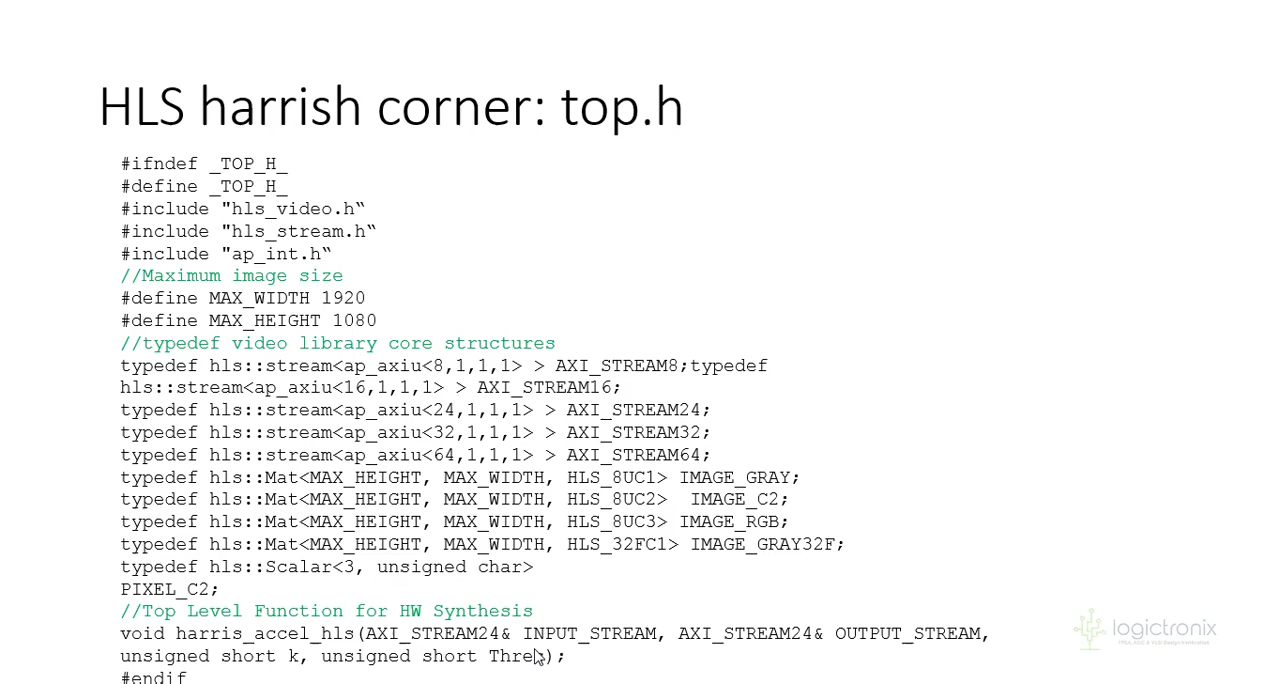 HLS harrish corner: top.h
#ifndef _TOP_H_
#define _TOP_H_
#include "hls_video.h“
#include "hls_stream.h“
#include "ap_int.h“
//Maximum image size
#define MAX_WIDTH 1920
#define MAX_HEIGHT 1080
//typedef video library core structures
typedef hls::stream<ap_axiu<8,1,1,1> > AXI_STREAM8;typedef
hls::stream<ap_axiu<16,1,1,1> > AXI_STREAM16;
typedef hls::stream<ap_axiu<24,1,1,1> > AXI_STREAM24;
typedef hls::stream<ap_axiu<32,1,1,1> > AXI_STREAM32;
typedef hls::stream<ap_axiu<64,1,1,1> > AXI_STREAM64;
typedef hls::Mat<MAX_HEIGHT, MAX_WIDTH, HLS_8UC1> IMAGE_GRAY;
typedef hls::Mat<MAX_HEIGHT, MAX_WIDTH, HLS_8UC2>  IMAGE_C2;
typedef hls::Mat<MAX_HEIGHT, MAX_WIDTH, HLS_8UC3> IMAGE_RGB;
typedef hls::Mat<MAX_HEIGHT, MAX_WIDTH, HLS_32FC1> IMAGE_GRAY32F;
typedef hls::Scalar<3, unsigned char>
PIXEL_C2;
//Top Level Function for HW Synthesis
void harris_accel_hls(AXI_STREAM24& INPUT_STREAM, AXI_STREAM24& OUTPUT_STREAM,
unsigned short k, unsigned short );
#endif
logictronix